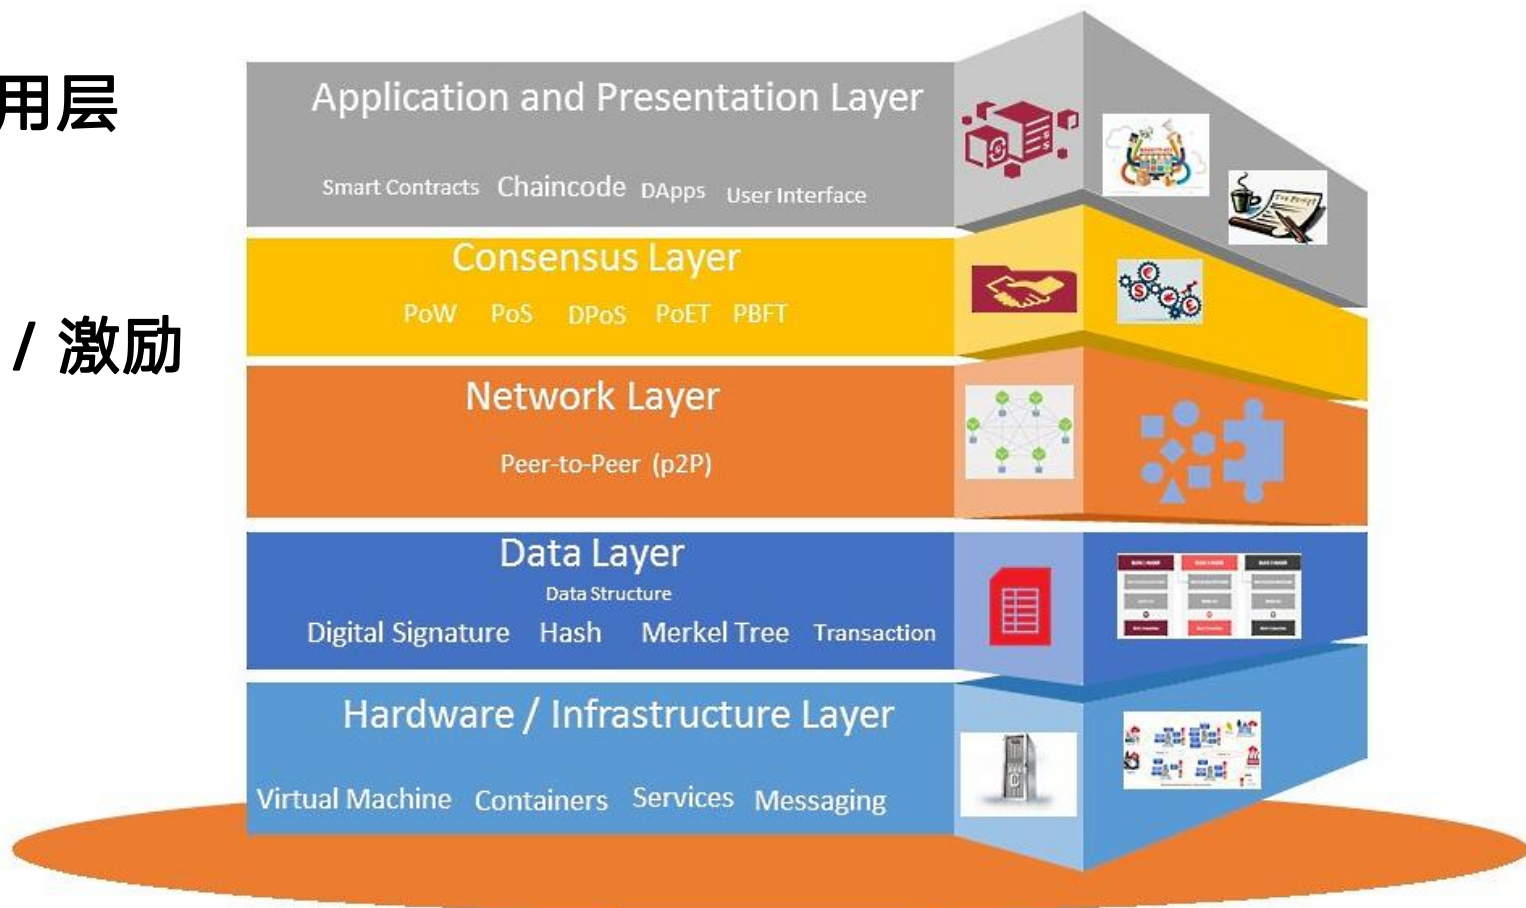 用层
Application and Presentation Layer
Smart Contracts Chaincode DApps User Interface
Consensus Layer
PoW PoS DPoS PoET PBFT
/ 激励
Network Layer
Peer-to-Peer (p2P)
Data Layer
Data Structure
Digital Signature Hash Merkel Tree Transaction
Hardware / Infrastructure Layer
Virtual Machine Containers Services Messaging